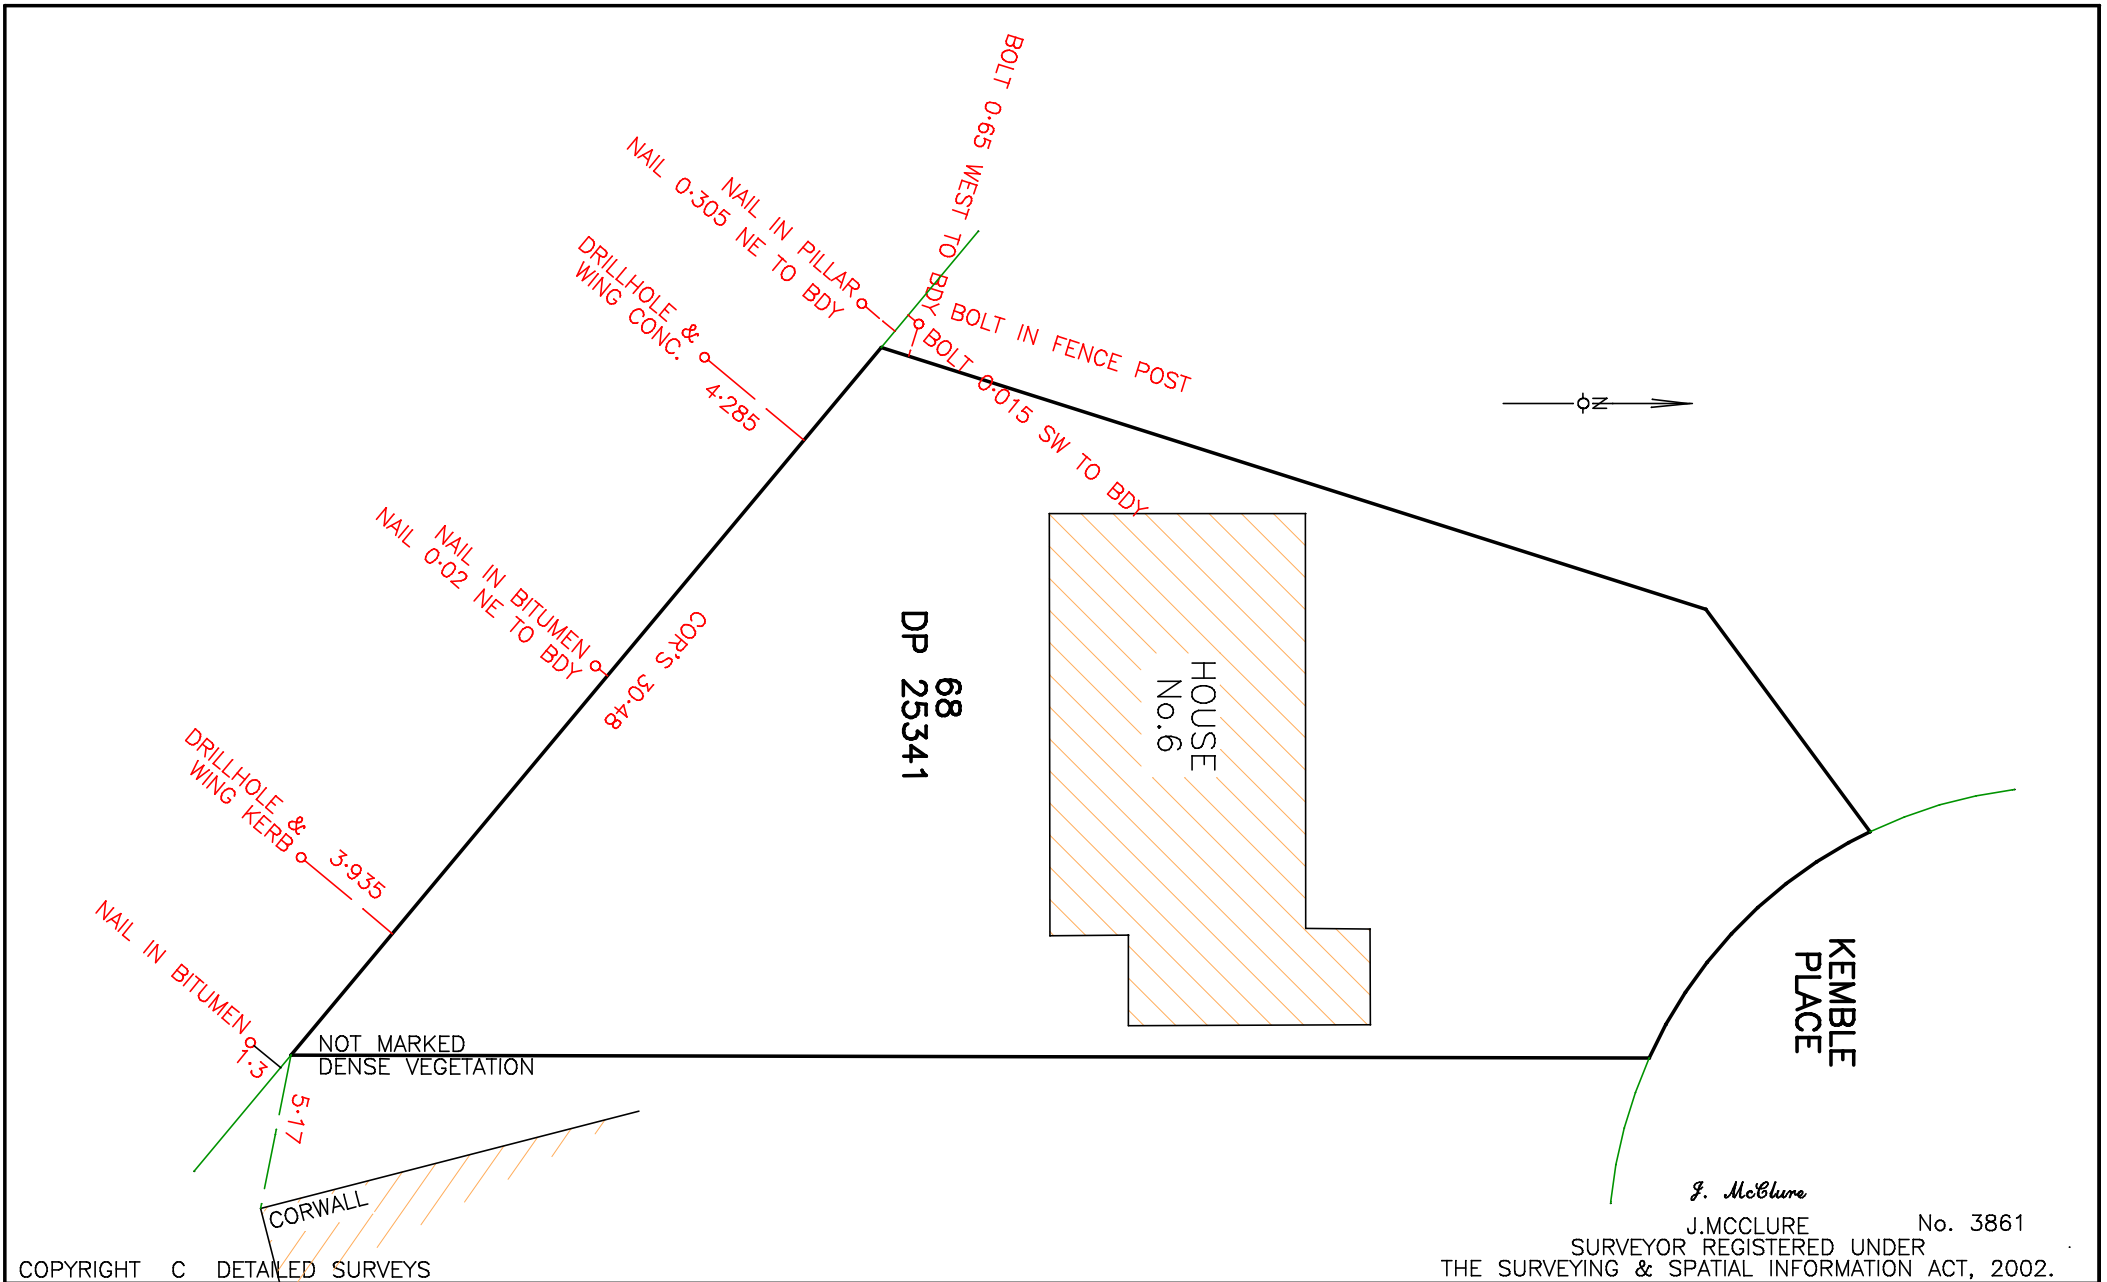 BOLT 0·65 WEST TO BDY
NAIL IN PILLAR
NAIL 0·305 NE TO BDY
DRILLHOLE &
WING CONC.
4·285
BOLT IN FENCE POST
BOLT 0·015 SW TO BDY
N
NAIL IN BITUMEN
NAIL 0·02 NE TO BDY
COR'S 30·48
68
DP 25341
HOUSE
No.6
DRILLHOLE &
WING KERB
3·935
NAIL IN BITUMEN
1·3
NOT MARKED
DENSE VEGETATION
5·17
CORWALL
KEMBLE
PLACE
COPYRIGHT C DETAILED SURVEYS
J. McClure
J.MCCLURE No. 3861
SURVEYOR REGISTERED UNDER
THE SURVEYING & SPATIAL INFORMATION ACT, 2002.